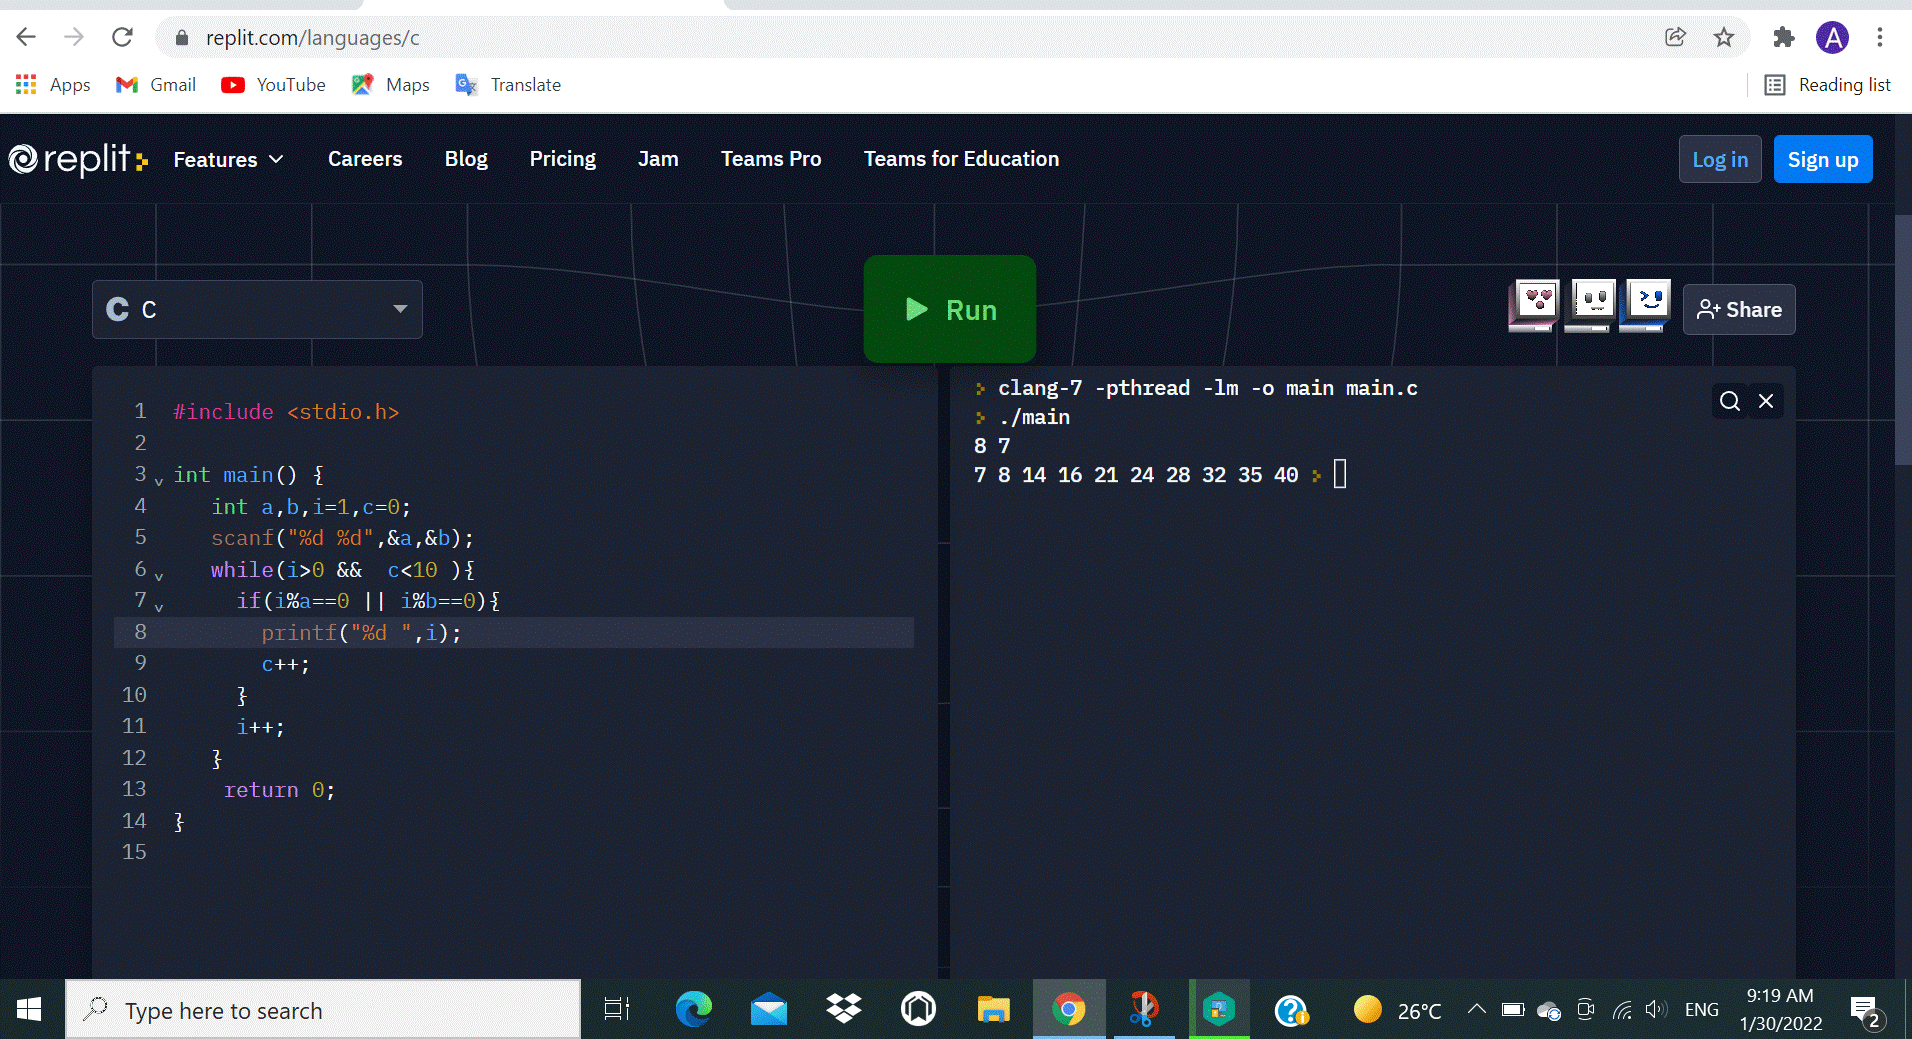 replit.com/languages/c
A
Apps Gmail YouTube Maps Translate Reading list
replit Features Careers Blog Pricing Jam Teams Pro Teams for Education Log in Sign up
C C
Run
Share
1 #include <stdio.h>
2
3 int main() {
4 int a,b,i=1,c=0;
5 scanf("%d %d",&a,&b);
6 while(i>0 &&  c<10 ){
7 if(i%a==0 || i%b==0){
8 printf("%d ",i);
9 c++;
10 }
11 i++;
12 }
13 return 0;
14 }
15
clang-7 -pthread -lm -o main main.c
./main
8 7
7 8 14 16 21 24 28 32 35 40
Type here to search
26°C ENG
9:19 AM
1/30/2022
2